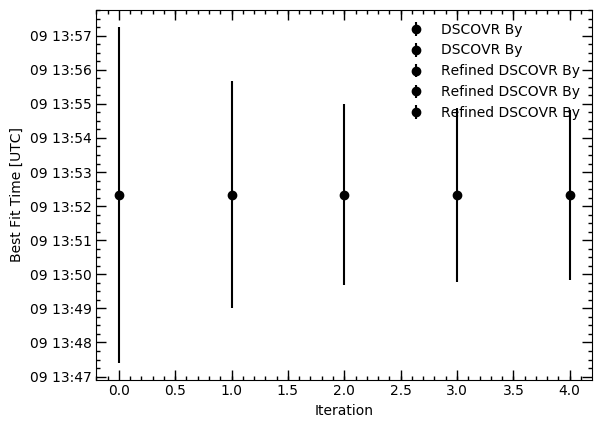 DSCOVR By
DSCOVR By
Refined DSCOVR By
Refined DSCOVR By
Refined DSCOVR By
Best Fit Time [UTC]
09 13:57
09 13:56
09 13:55
09 13:54
09 13:53
09 13:52
09 13:51
09 13:50
09 13:49
09 13:48
09 13:47
0.0 0.5 1.0 1.5 2.0 2.5 3.0 3.5 4.0
Iteration